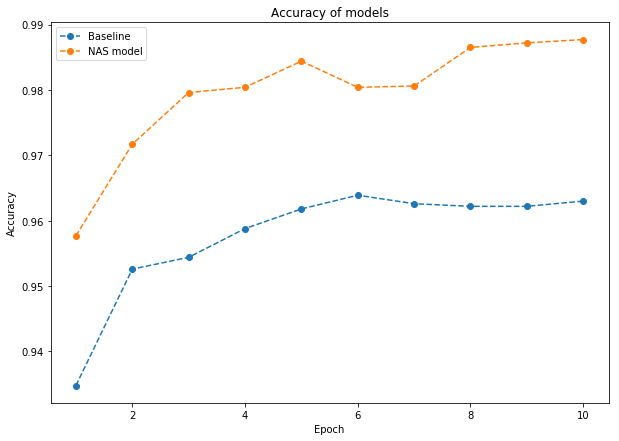 Accuracy of models
Baseline
NAS model
0.99
0.98
0.97
0.96
0.95
0.94
Accuracy
2 4 6 8 10
Epoch